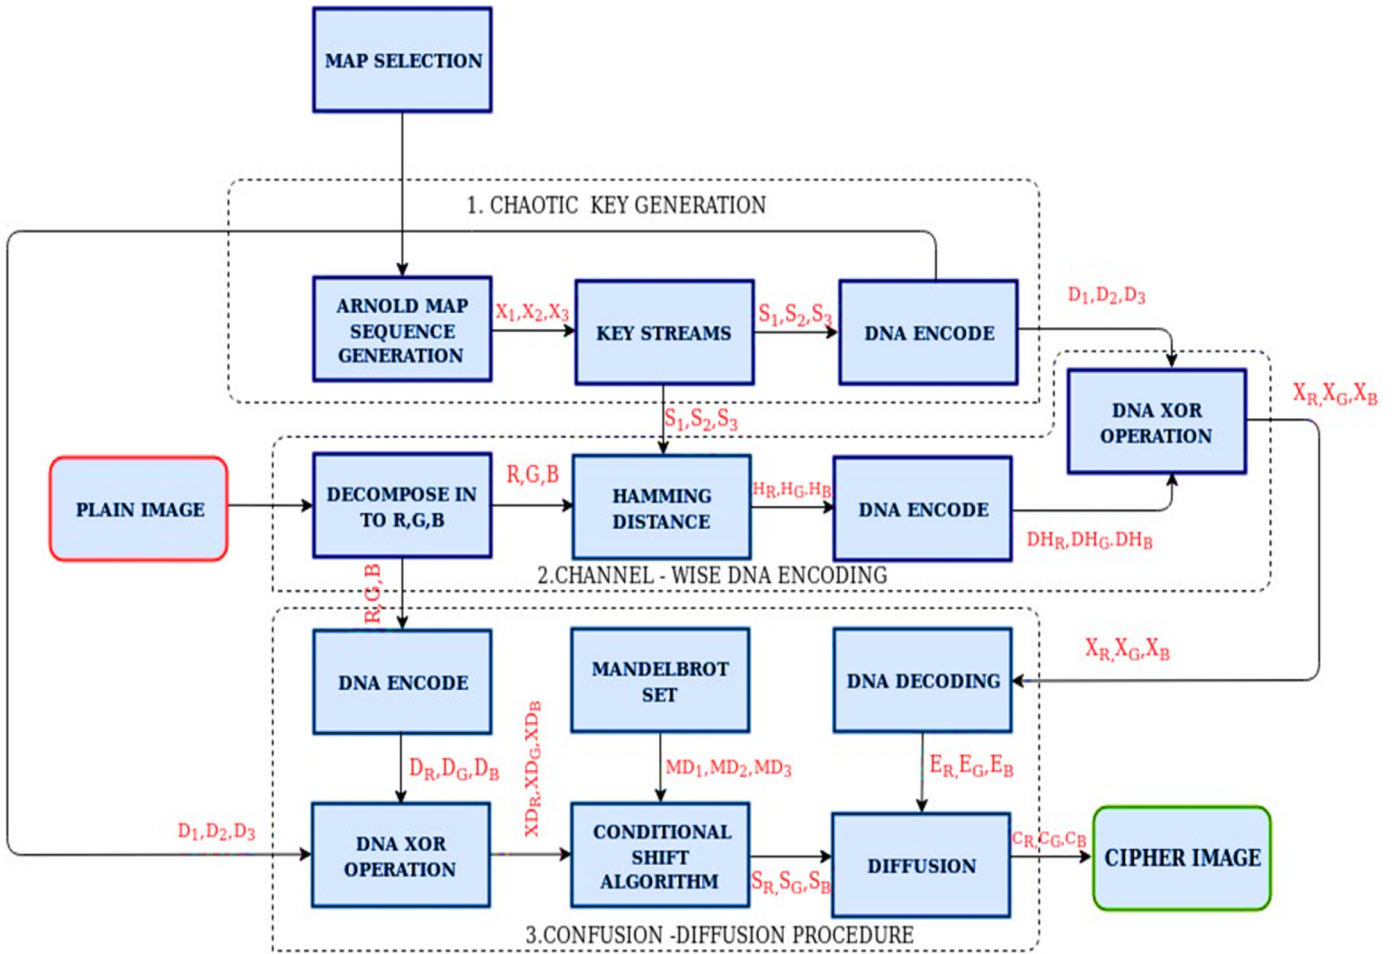 MAP SELECTION
1. CHAOTIC KEY GENERATION
ARNOLD MAP
SEQUENCE
GENERATION
X1,X2,X3
KEY STREAMS
S1,S2,S3
DNA ENCODE
D1,D2,D3
DNA XOR
OPERATION
XR,XG,XB
S1,S2,S3
PLAIN IMAGE
DECOMPOSE IN
TO R,G,B
R,G,B
HAMMING
DISTANCE
HR,HG.HB
DNA ENCODE
DHR,DHG.DHB
2.CHANNEL - WISE DNA ENCODING
R,G,B
DNA ENCODE
MANDELBROT
SET
DNA DECODING
XR,XG,XB
DR,DG,DB
XDR,XDG,XDB
MD1,MD2,MD3
ER,EG,EB
D1,D2,D3
DNA XOR
OPERATION
CONDITIONAL
SHIFT
ALGORITHM
SR,SG,SB
DIFFUSION
CR,CG,CB
CIPHER IMAGE
3.CONFUSION -DIFFUSION PROCEDURE